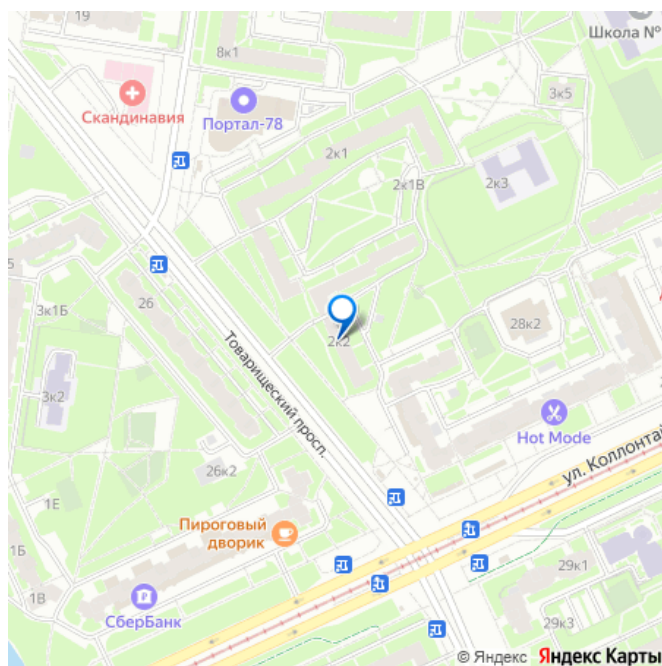 19
8к1
Школа №
Скандинавия
Портал-78
3к5
2к1
2к1В
2к3
5
3к1Б
26
28к2
2к2
Товарищеский просп.
3к2
Hot Mode
26к2
ул. Коллонтай
1Е
Пироговый
дворик
1Б
29к1
1В
СберБанк
29к3
© Яндекс Яндекс Карты